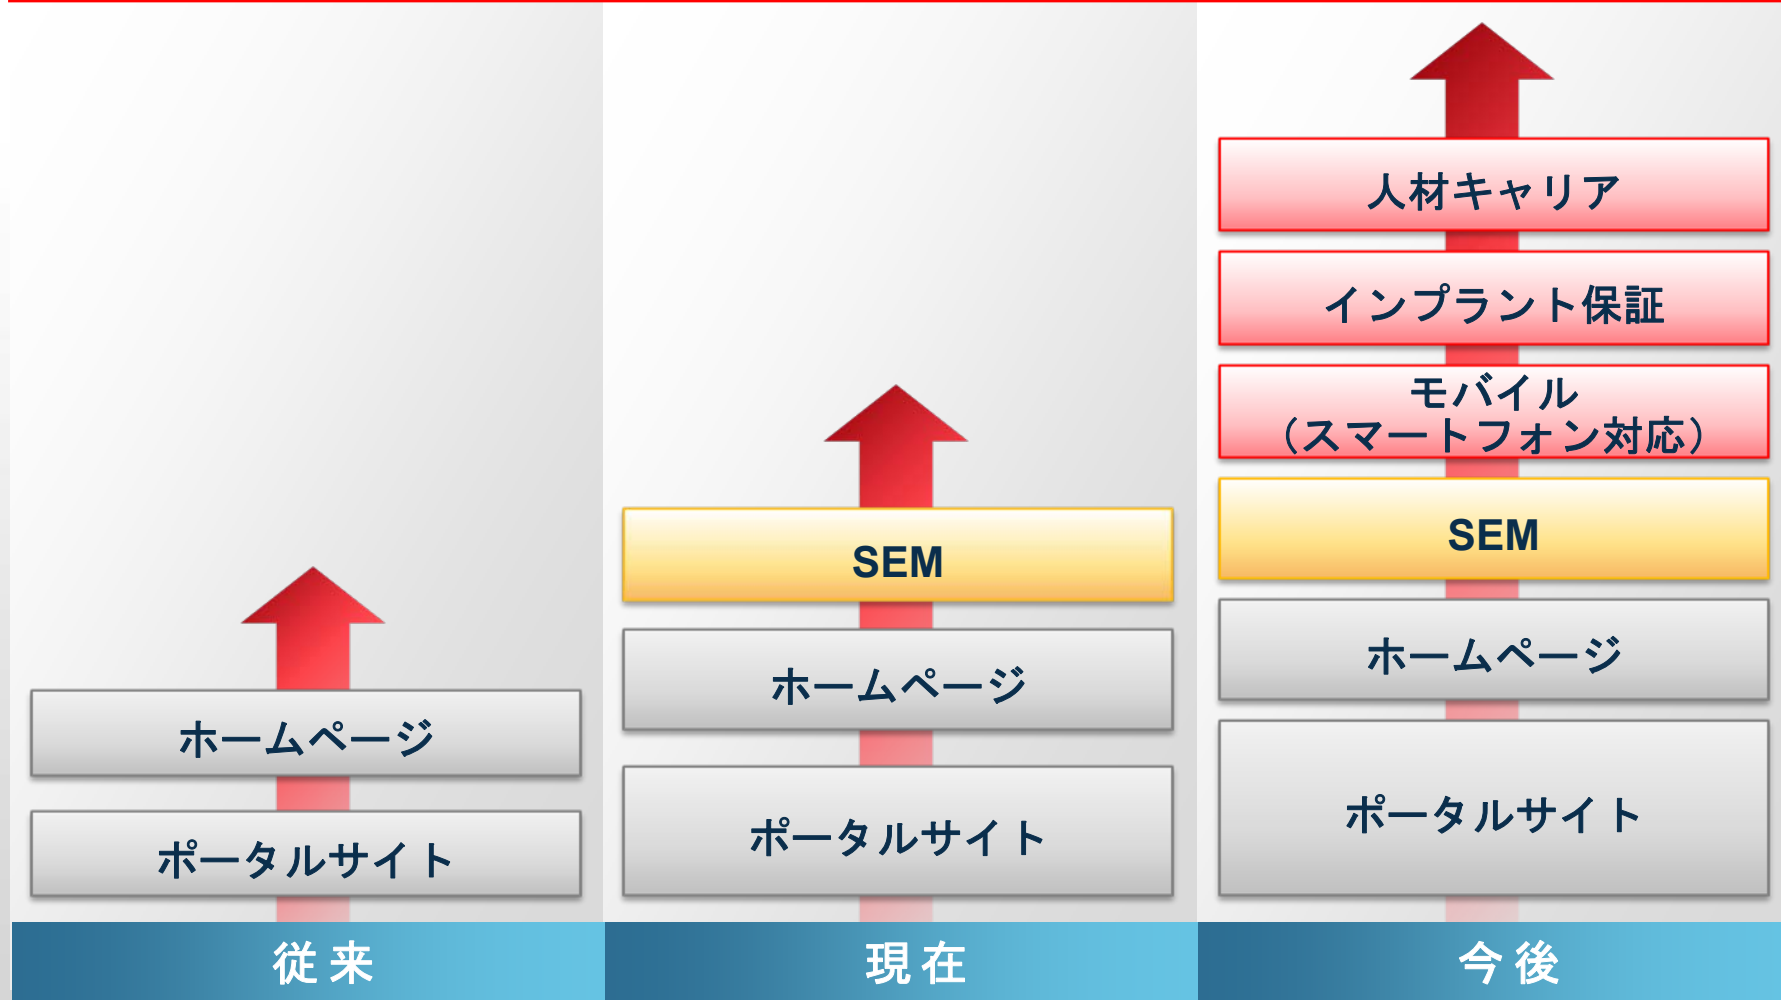 ホームページ
ポータルサイト
従来
SEM
ホームページ
ポータルサイト
現在
人材キャリア
インプラント保証
モバイル
（スマートフォン対応）
SEM
ホームページ
ポータルサイト
今後